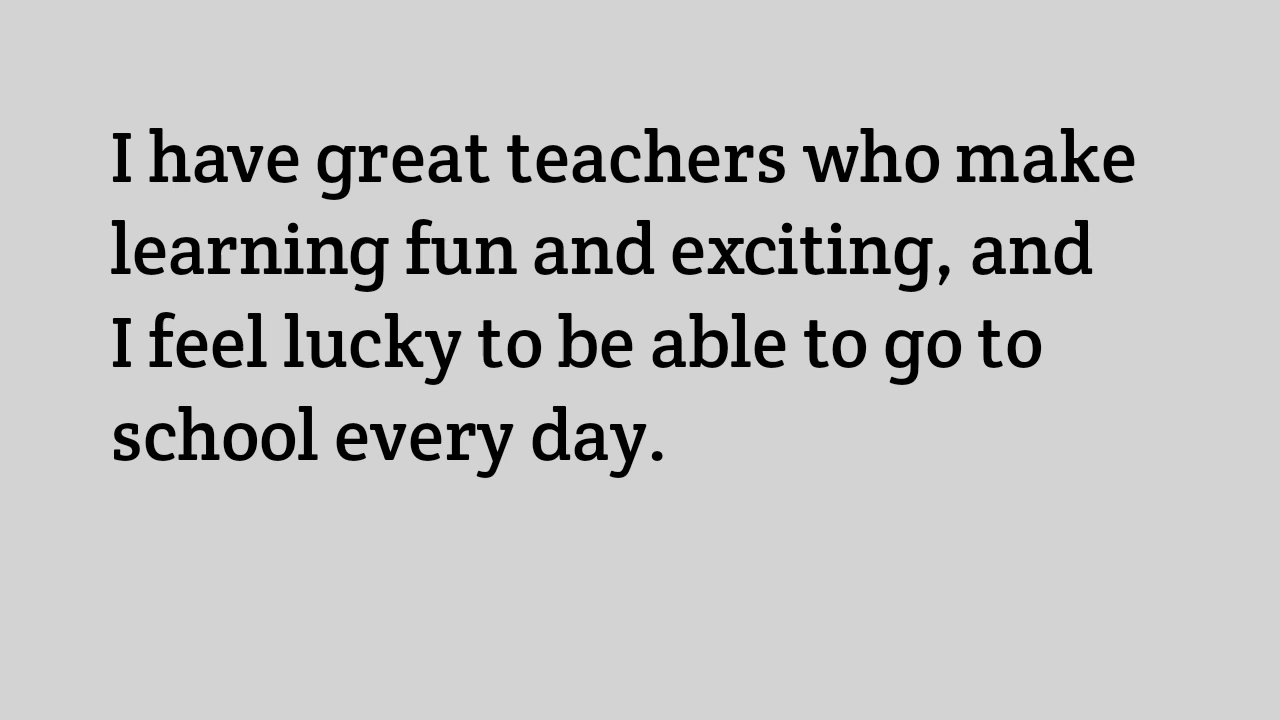 I have great teachers who make
learning fun and exciting, and
I feel lucky to be able to go to
school every day.